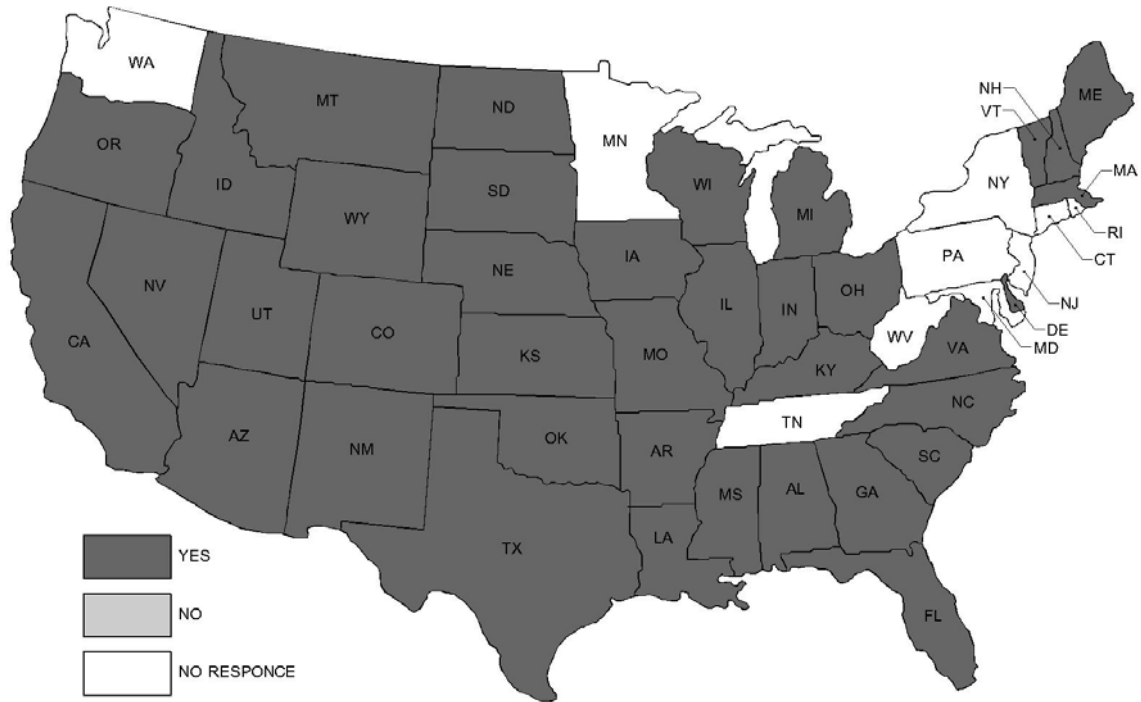 WA
MT
ND
MN
NH
VT
ME
OR
ID
SD
WI
MI
NY
MA
WY
RI
CT
NV
UT
NE
IA
PA
NJ
CA
CO
IL
IN
OH
DE
MD
WV
VA
KS
MO
KY
NC
TN
AZ
NM
OK
AR
SC
MS
AL
GA
TX
LA
FL
YES
NO
NO RESPONCE